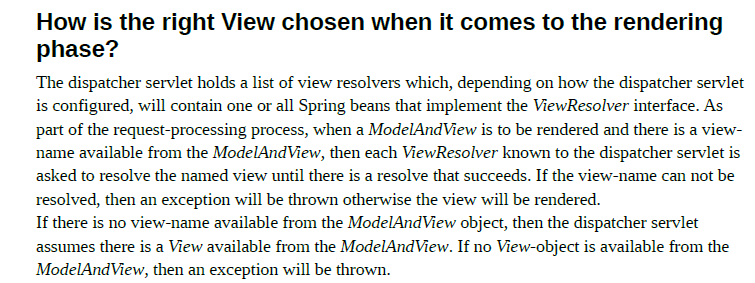 How is the right View chosen when it comes to the rendering
phase?
The dispatcher servlet holds a list of view resolvers which, depending on how the dispatcher servlet
is configured, will contain one or all Spring beans that implement the ViewResolver interface. As
part of the request-processing process, when a ModelAndView is to be rendered and there is a view-
name available from the ModelAndView, then each ViewResolver known to the dispatcher servlet is
asked to resolve the named view until there is a resolve that succeeds. If the view-name can not be
resolved, then an exception will be thrown otherwise the view will be rendered.
If there is no view-name available from the ModelAndView object, then the dispatcher servlet
assumes there is a View available from the ModelAndView. If no View-object is available from the
ModelAndView, then an exception will be thrown.